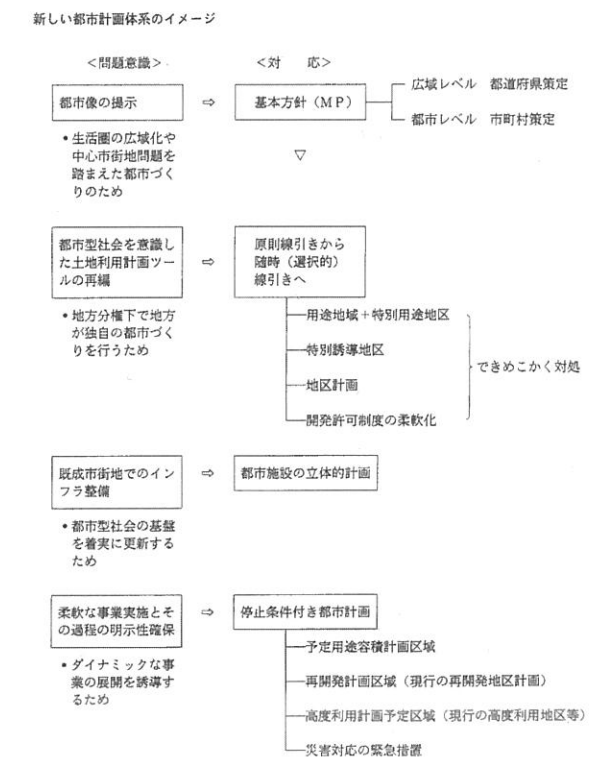 新しい都市計画体系のイメージ
＜問題意識＞
＜対　応＞
都市像の提示
⇨
基本方針（ＭＰ）
広域レベル　都道府県策定
都市レベル　市町村策定
• 生活圏の広域化や
中心市街地問題を
踏まえた都市づく
りのため
▽
都市型社会を意識し
た土地利用計画ツー
ルの再編
⇨
原則線引きから
随時（選択的）
線引きへ
• 地方分権下で地方
が独自の都市づく
りを行うため
用途地域＋特別用途地区
特別誘導地区
地区計画
開発許可制度の柔軟化
できめこかく対処
既成市街地でのイン
フラ整備
⇨
都市施設の立体的計画
• 都市型社会の基盤
を着実に更新する
ため
柔軟な事業実施とそ
の過程の明示性確保
⇨
停止条件付き都市計画
• ダイナミックな事
業の展開を誘導す
るため
予定用途容積計画区域
再開発計画区域（現行の再開発地区計画）
高度利用計画予定区域（現行の高度利用地区等）
災害対応の緊急措置